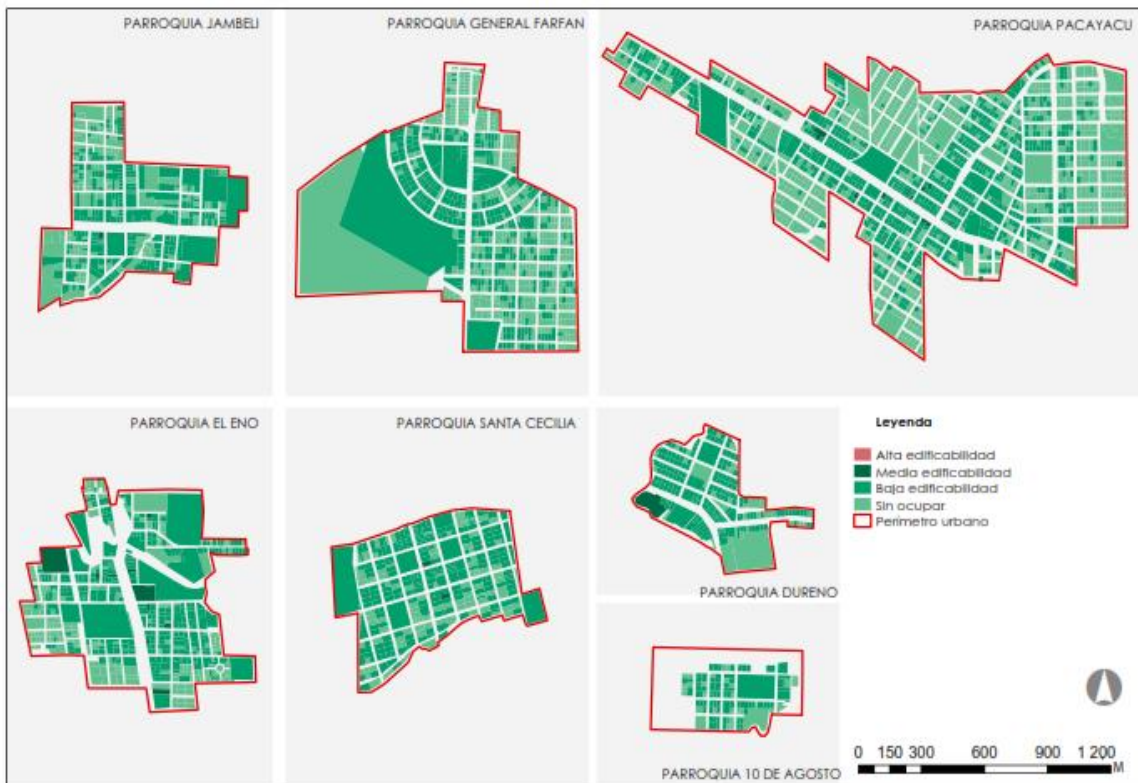 PARROQUIA JAMBELI
PARROQUIA GENERAL FARFAN
PARROQUIA PACAYACU
PARROQUIA EL ENO
PARROQUIA SANTA CECILIA
Leyenda
Alta edificabilidad
Media edificabilidad
Baja edificabilidad
Sin ocupar
Perímetro urbano
PARROQUIA DURENO
PARROQUIA 10 DE AGOSTO
0 150 300 600 900 1 200
M